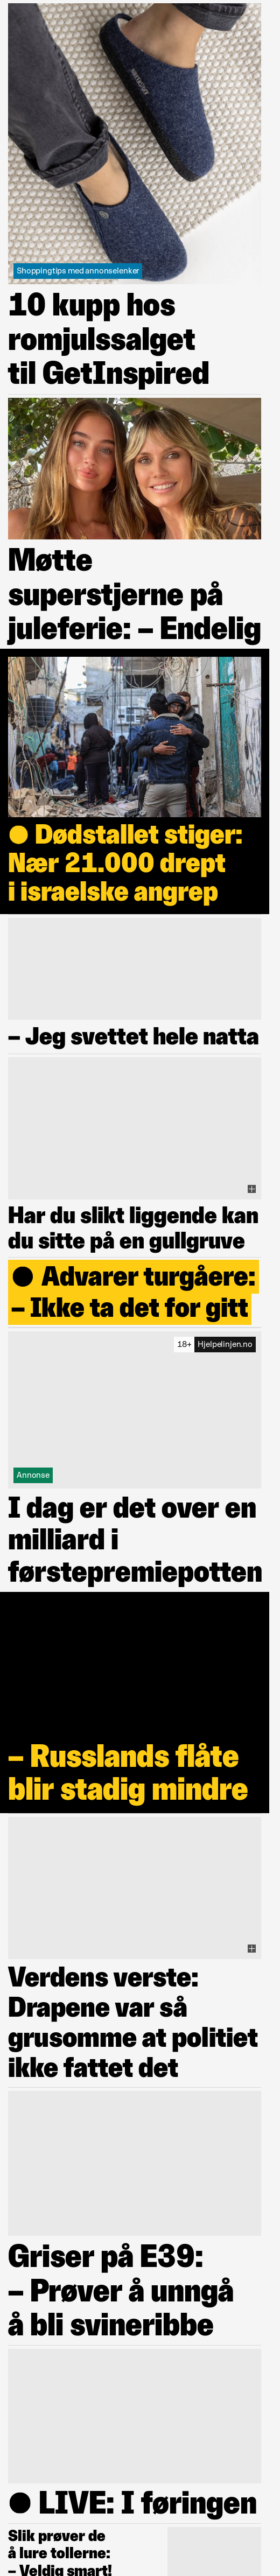 Shoppingtips med annonselenker
10 kupp hos
romjulssalget
til GetInspired
Møtte
superstjerne på
juleferie: – Endelig
● Dødstallet stiger:
Nær 21.000 drept
i israelske angrep
– Jeg svettet hele natta
Har du slikt liggende kan
du sitte på en gullgruve
● Advarer turgåere:
– Ikke ta det for gitt
18+ Hjelpelinjen.no
Annonse
I dag er det over en
milliard i
førstepremiepotten
– Russlands flåte
blir stadig mindre
Verdens verste:
Drapene var så
grusomme at politiet
ikke fattet det
Griser på E39:
– Prøver å unngå
å bli svineribbe
● LIVE: I føringen
Slik prøver de
å lure tollerne:
– Veldig smart!